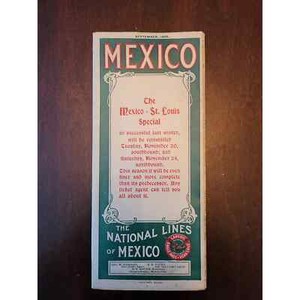 MEXICO
The
Mexico - St. Louis
Special
so successful last winter,
will be reinstated
Tuesday, November 20,
southbound; and
Saturday, November 24,
northbound.
This season it will be even
finer and more complete
than its predecessor. Any
ticket agent can tell you
all about it.
THE
NATIONAL LINES
OF MEXICO